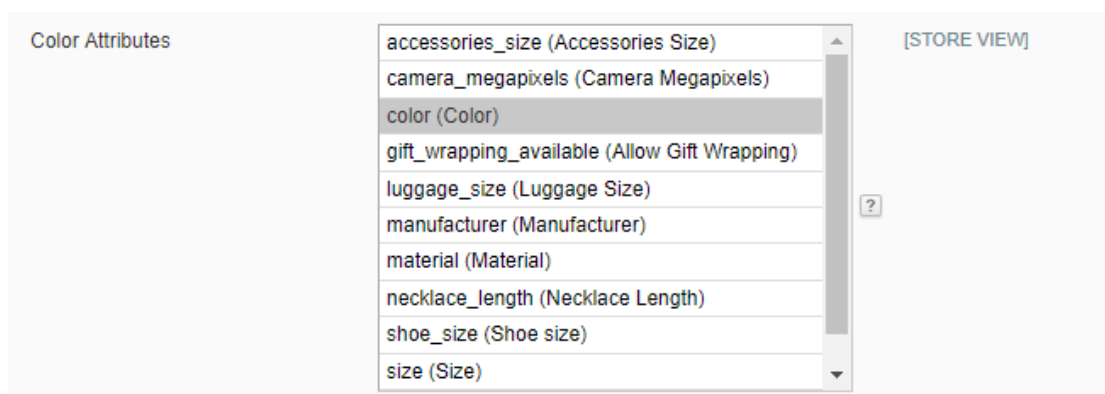 Color Attributes
accessories_size (Accessories Size)
[STORE VIEW]
camera_megapixels (Camera Megapixels)
color (Color)
gift_wrapping_available (Allow Gift Wrapping)
luggage_size (Luggage Size)
?
manufacturer (Manufacturer)
material (Material)
necklace_length (Necklace Length)
shoe_size (Shoe size)
size (Size)